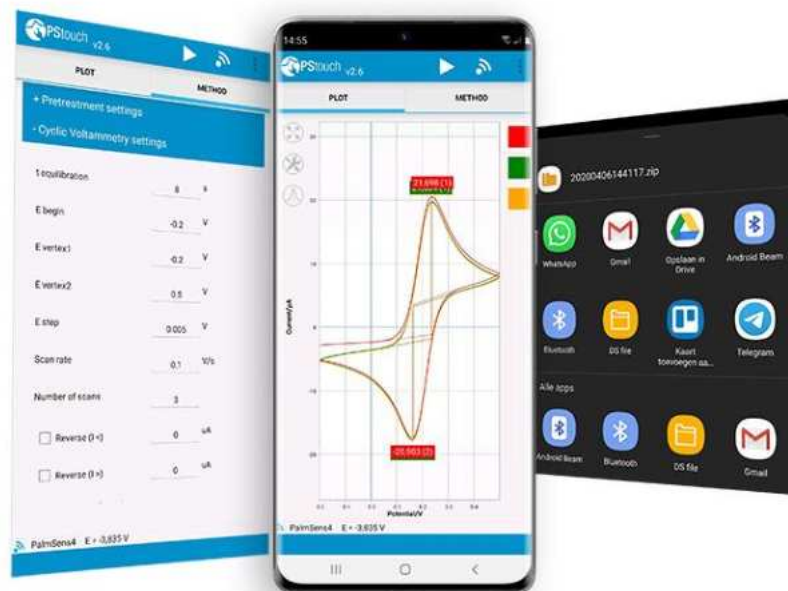 PStouch v2.6
PLOT
METHOD
+ Pretreatment settings
- Cyclic Voltammetry settings
t equilibration
8 s
E begin
-0.2 V
E vertex1
-0.2 V
E vertex2
0.5 V
E step
0.005 V
Scan rate
0.1 V/s
Number of scans
3
Reverse (I <)
0 uA
Reverse (I >)
0 uA
PalmSens4 E = -3,835 V
14:55
PStouch v2.6
PLOT
METHOD
23,698 (1)
Current/µA
-20,903 (2)
Potential/V
PalmSens4 E = -3,835 V
20200406144117.zip
WhatsApp
Gmail
Opslaan in Drive
Android Beam
Bluetooth
DS file
Kaart toevoegen aa...
Telegram
Alle apps
Android Beam
Bluetooth
DS file
Gmail